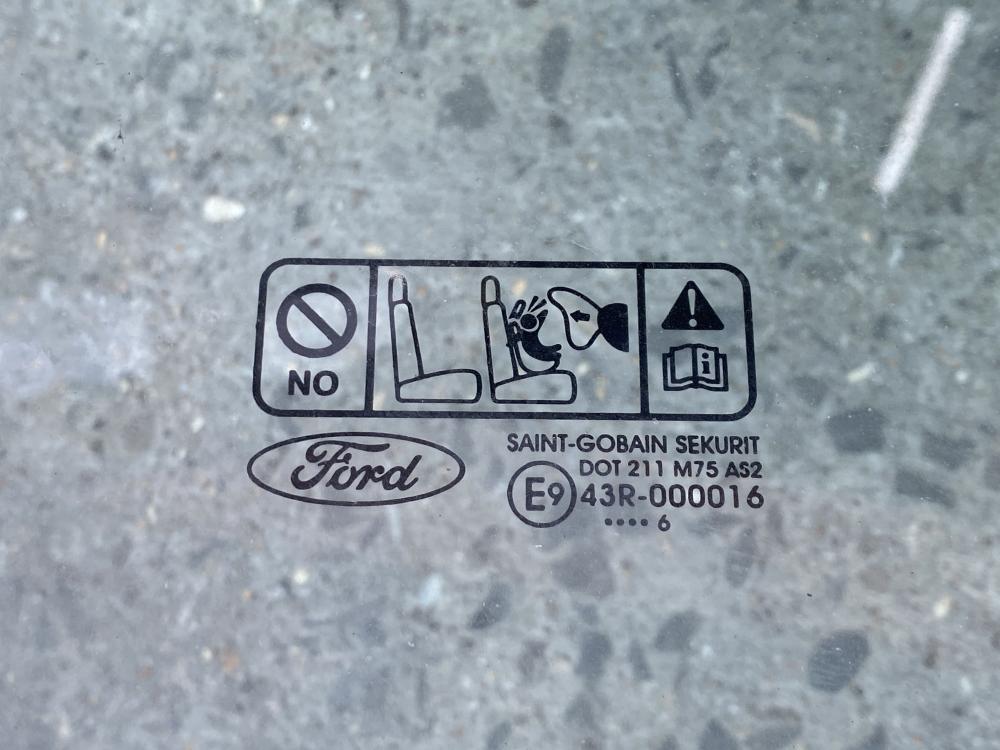 NO
Ford
SAINT-GOBAIN SEKURIT
DOT 211 M75 AS2
E9 43R-000016
•••• 6